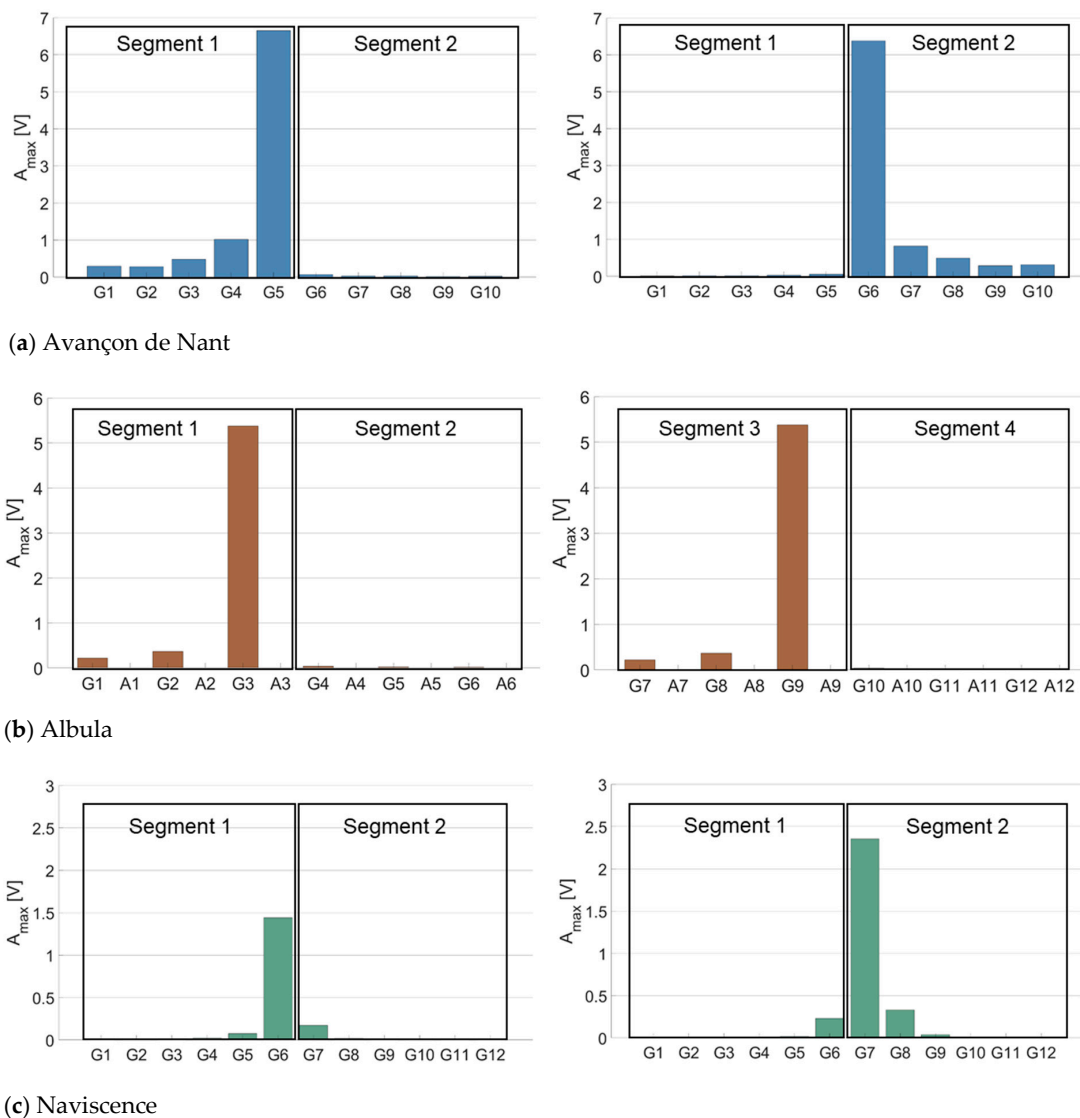 7
6
5
4
3
2
1
0
A_max [V]
Segment 1
Segment 2
G1 G2 G3 G4 G5 G6 G7 G8 G9 G10
7
6
5
4
3
2
1
0
A_max [V]
Segment 1
Segment 2
G1 G2 G3 G4 G5 G6 G7 G8 G9 G10
(a) Avançon de Nant
6
5
4
3
2
1
0
A_max [V]
Segment 1
Segment 2
G1 A1 G2 A2 G3 A3 G4 A4 G5 A5 G6 A6
6
5
4
3
2
1
0
A_max [V]
Segment 3
Segment 4
G7 A7 G8 A8 G9 A9 G10 A10 G11 A11 G12 A12
(b) Albula
3
2.5
2
1.5
1
0.5
0
A_max [V]
Segment 1
Segment 2
G1 G2 G3 G4 G5 G6 G7 G8 G9 G10 G11 G12
3
2.5
2
1.5
1
0.5
0
A_max [V]
Segment 1
Segment 2
G1 G2 G3 G4 G5 G6 G7 G8 G9 G10 G11 G12
(c) Naviscence